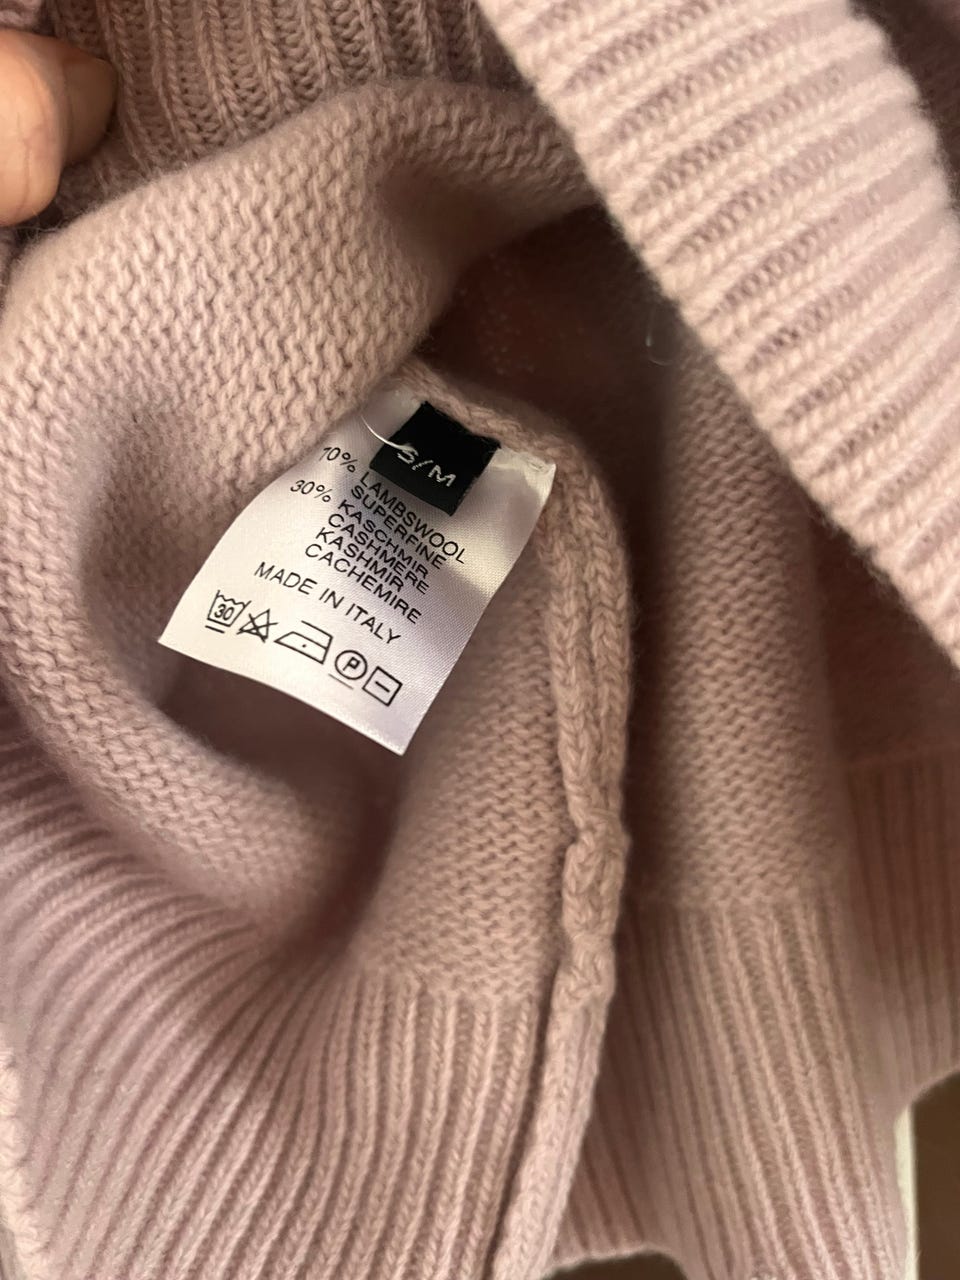 S/M
70% LAMBSWOOL
SUPERFINE
30% KASCHMIR
CASHMERE
KASHMIR
CACHEMIRE
MADE IN ITALY
30
P